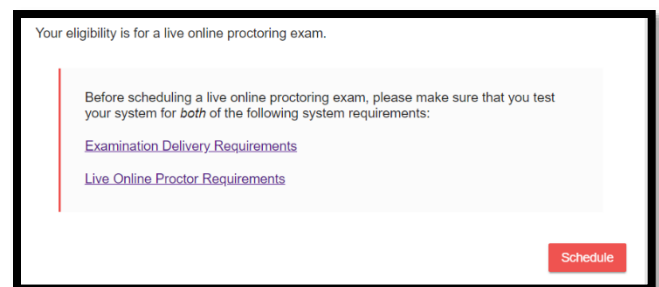 Your eligibility is for a live online proctoring exam.
Before scheduling a live online proctoring exam, please make sure that you test
your system for both of the following system requirements:
Examination Delivery Requirements
Live Online Proctor Requirements
Schedule